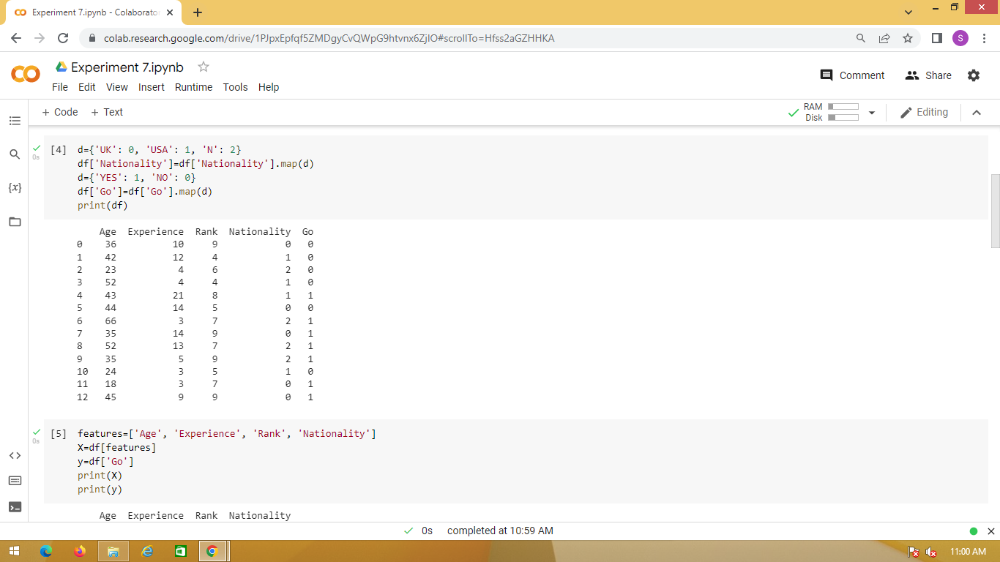 Experiment 7.ipynb - Colaborato
colab.research.google.com/drive/1PJpxEpfqf5ZMDgyCvQWpG9htvnx6ZjIO#scrollTo=Hfss2aGZHHKA
S
Experiment 7.ipynb
Comment
Share
File Edit View Insert Runtime Tools Help
+ Code + Text
RAM
Disk
Editing
[4] d={'UK': 0, 'USA': 1, 'N': 2}
0s
df['Nationality']=df['Nationality'].map(d)
d={'YES': 1, 'NO': 0}
{x}
df['Go']=df['Go'].map(d)
print(df)
Age Experience Rank Nationality Go
0 36 10 9 0 0
1 42 12 4 1 0
2 23 4 6 2 0
3 52 4 4 1 0
4 43 21 8 1 1
5 44 14 5 0 0
6 66 3 7 2 1
7 35 14 9 0 1
8 52 13 7 2 1
9 35 5 9 2 1
10 24 3 5 1 0
11 18 3 7 0 1
12 45 9 9 0 1
[5] features=['Age', 'Experience', 'Rank', 'Nationality']
0s
X=df[features]
y=df['Go']
print(X)
print(y)
Age Experience Rank Nationality
0s completed at 10:59 AM
11:00 AM